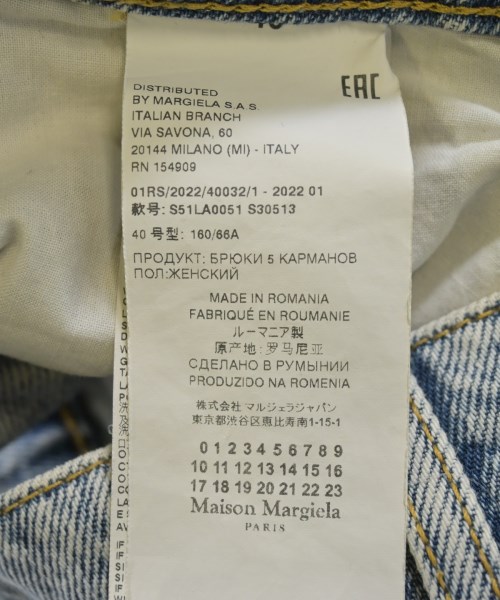 EAC
DISTRIBUTED
BY MARGIELA S.A.S.
ITALIAN BRANCH
VIA SAVONA, 60
20144 MILANO (MI) - ITALY
RN 154909
01RS/2022/40032/1 - 2022 01
款号: S51LA0051 S30513
40 号型: 160/66A
ПРОДУКТ: БРЮКИ 5 КАРМАНОВ
ПОЛ:ЖЕНСКИЙ
MADE IN ROMANIA
FABRIQUÉ EN ROUMANIE
ルーマニア製
原产地: 罗马尼亚
СДЕЛАНО В РУМЫНИИ
PRODUZIDO NA ROMENIA
株式会社 マルジェラジャパン
東京都渋谷区恵比寿南1-15-1
0 1 2 3 4 5 6 7 8 9
10 11 12 13 14 15 16
17 18 19 20 21 22 23
Maison Margiela
PARIS